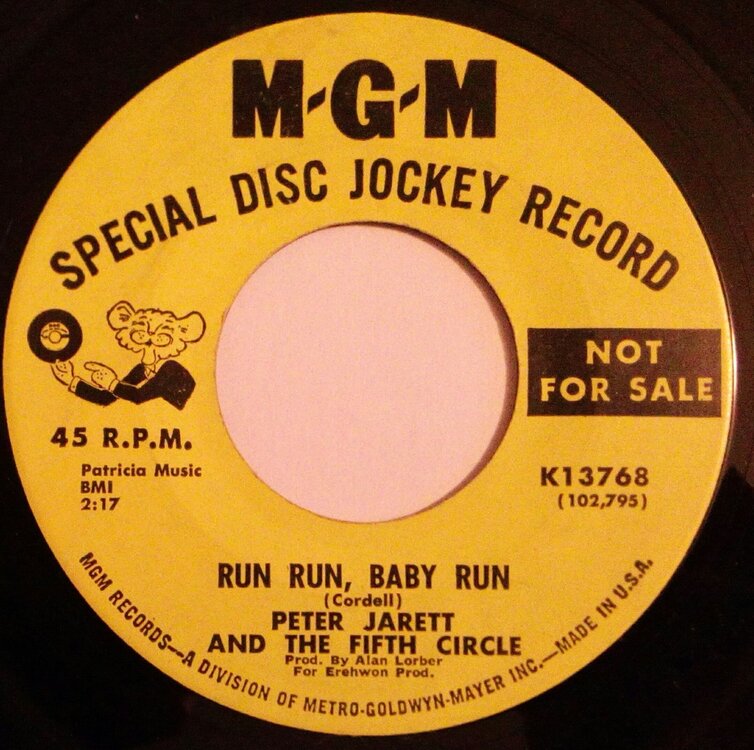 M-G-M
SPECIAL DISC JOCKEY RECORD
NOT
FOR SALE
45 R.P.M.
Patricia Music
BMI
2:17
K13768
(102,795)
RUN RUN, BABY RUN
(Cordell)
PETER JARETT
AND THE FIFTH CIRCLE
Prod. By Alan Lorber
For Erehwon Prod.
MGM RECORDS—A DIVISION OF METRO-GOLDWYN-MAYER INC.—MADE IN U.S.A.